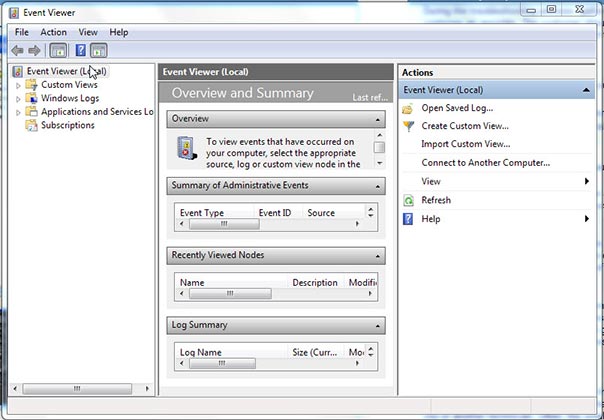 Event Viewer
File Action View Help
Event Viewer (Local)
Custom Views
Windows Logs
Applications and Services Lo
Subscriptions
Event Viewer (Local)
Overview and Summary
Last ref...
Overview
To view events that have occurred on
your computer, select the appropriate
source, log or custom view node in the
Summary of Administrative Events
Event Type Event ID Source
Recently Viewed Nodes
Name Description Modifi
Log Summary
Log Name Size (Curr... Mo
Actions
Event Viewer (Local)
Open Saved Log...
Create Custom View...
Import Custom View...
Connect to Another Computer...
View
Refresh
Help